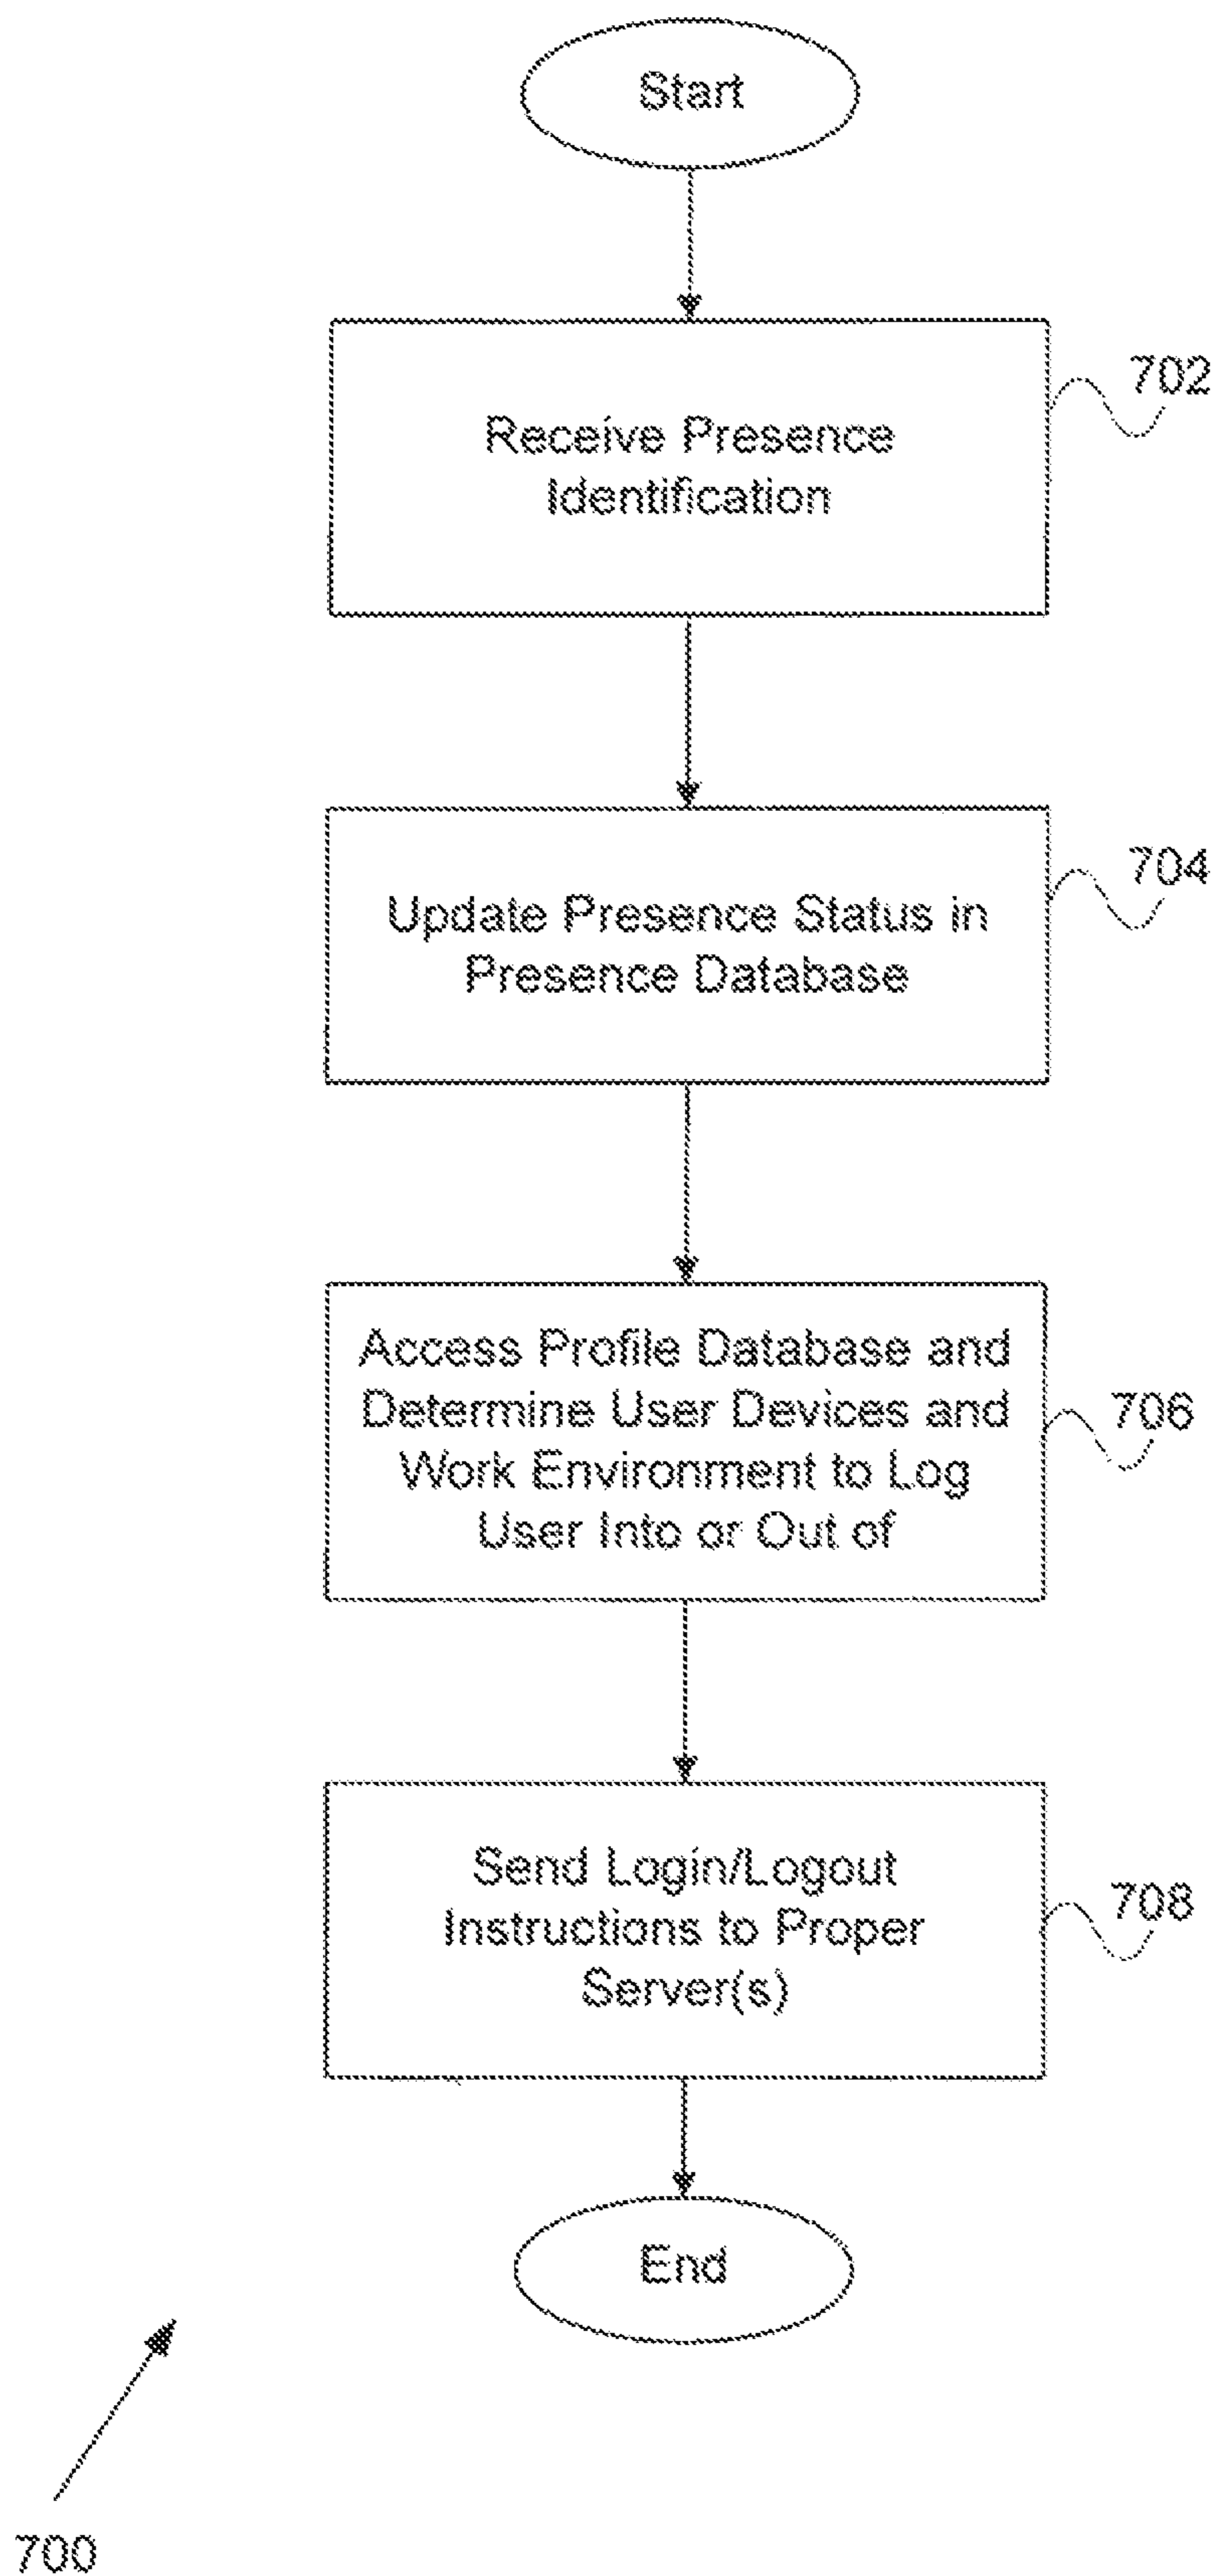 Start
Receive Presence
Identification
702
Update Presence Status in
Presence Database
704
Access Profile Database and
Determine User Devices and
Work Environment to Log
User Into or Out of
706
Send Login/Logout
Instructions to Proper
Server(s)
708
End
700